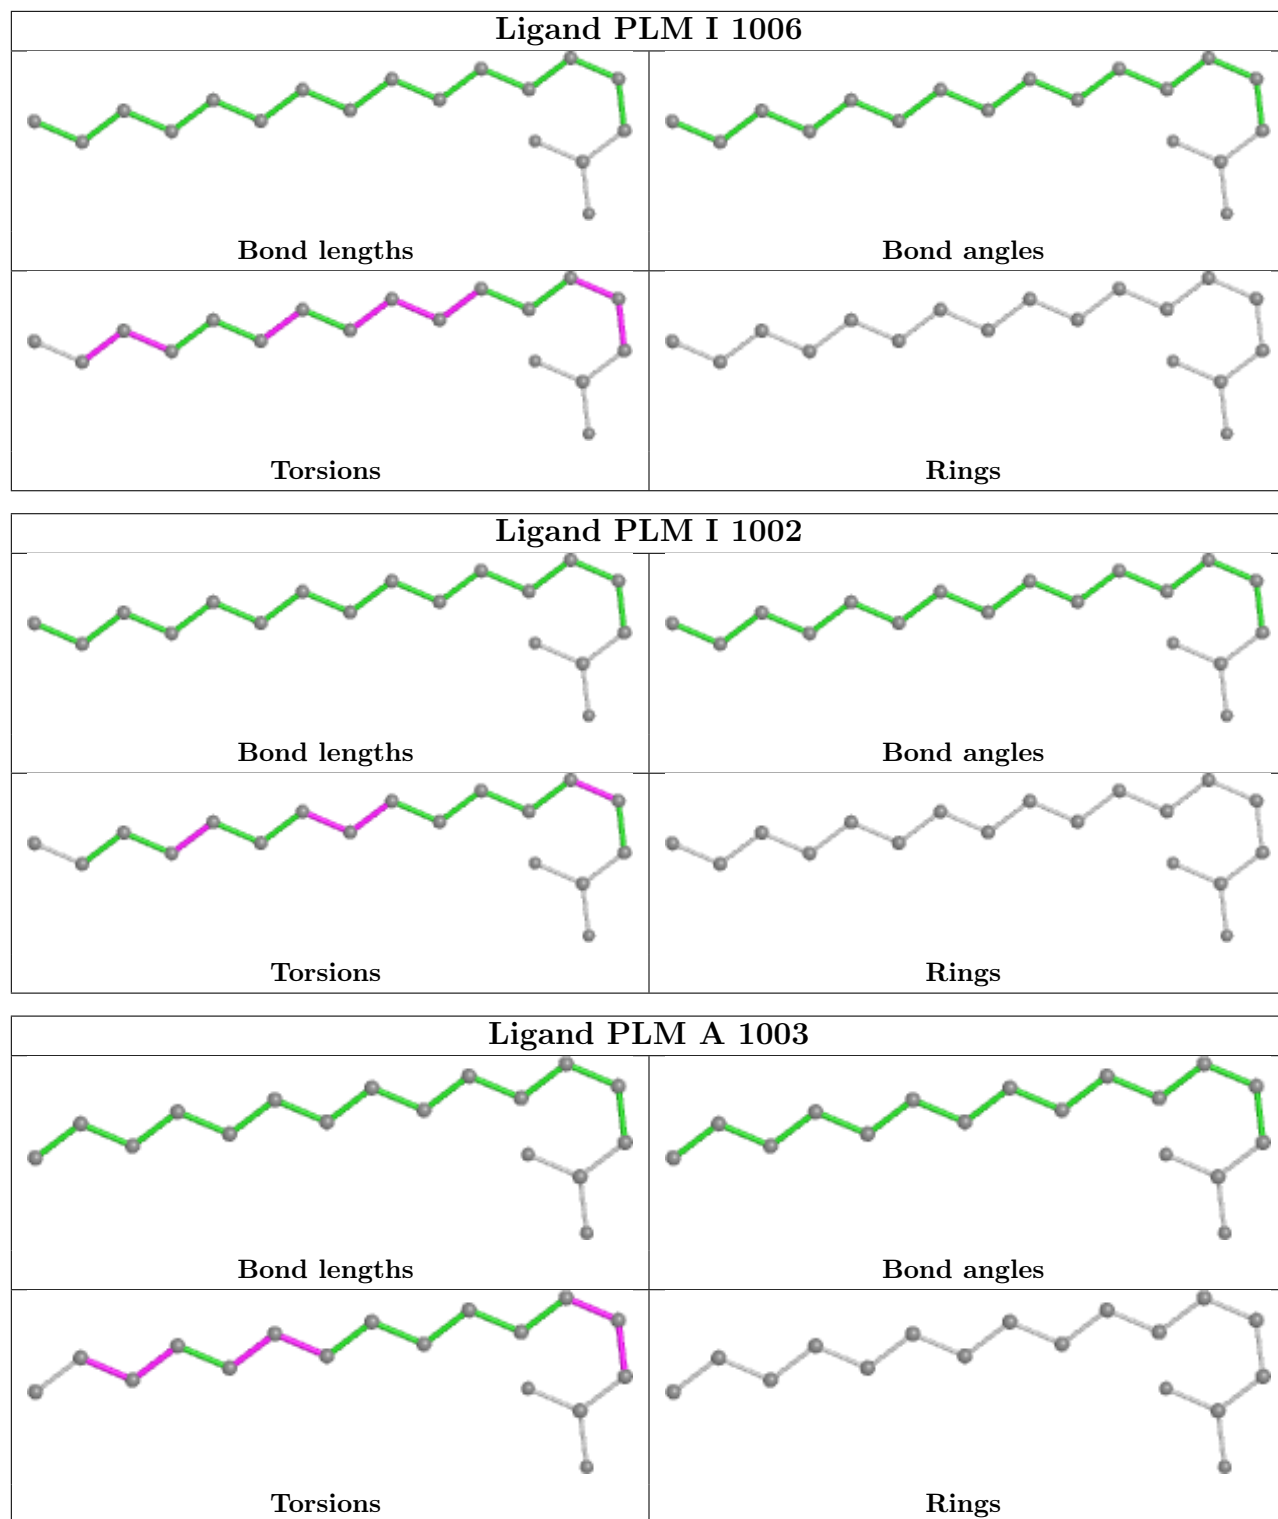 Ligand PLM I 1006
Bond lengths
Bond angles
Torsions
Rings
Ligand PLM I 1002
Bond lengths
Bond angles
Torsions
Rings
Ligand PLM A 1003
Bond lengths
Bond angles
Torsions
Rings